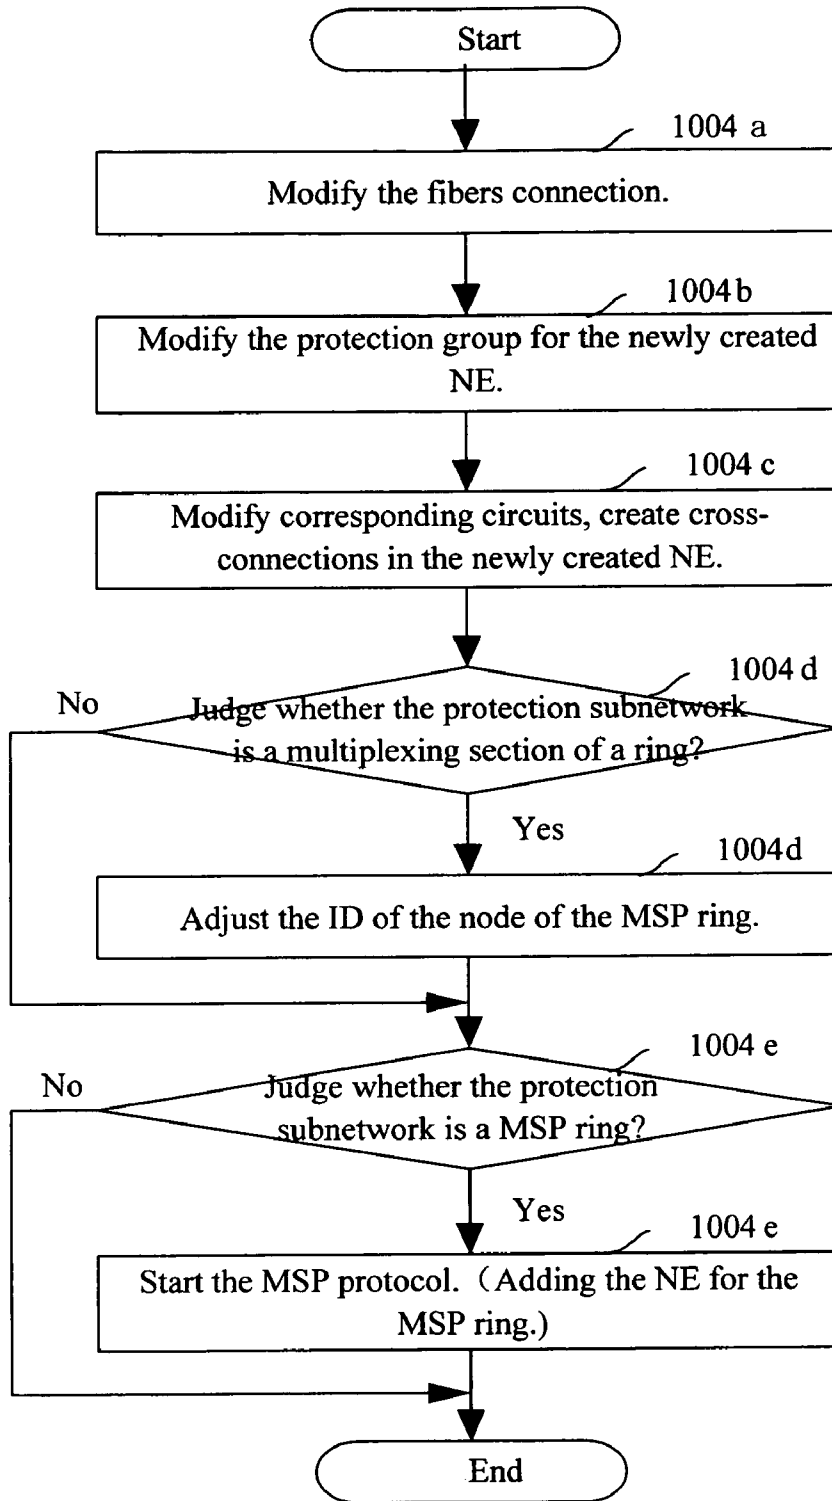 Start
1004 a
Modify the fibers connection.
1004b
Modify the protection group for the newly created
NE.
1004 c
Modify corresponding circuits, create cross-
connections in the newly created NE.
1004 d
No
Judge whether the protection subnetwork
is a multiplexing section of a ring?
Yes
1004d
Adjust the ID of the node of the MSP ring.
1004 e
No
Judge whether the protection
subnetwork is a MSP ring?
Yes
1004 e
Start the MSP protocol.（Adding the NE for the
MSP ring.)
End